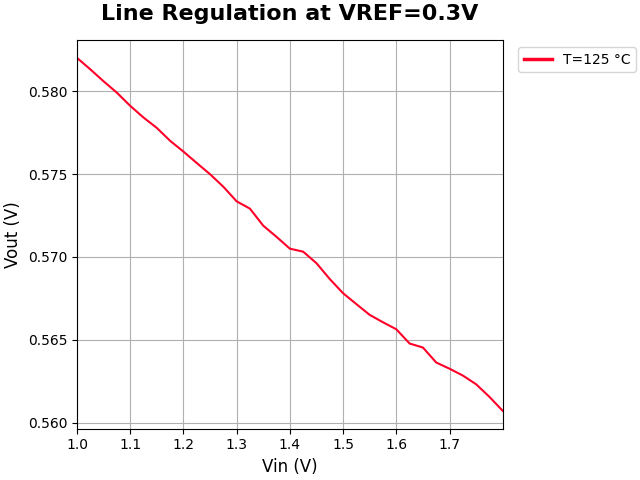 Line Regulation at VREF=0.3V
T=125 °C
Vout (V)
0.580
0.575
0.570
0.565
0.560
1.0 1.1 1.2 1.3 1.4 1.5 1.6 1.7
Vin (V)